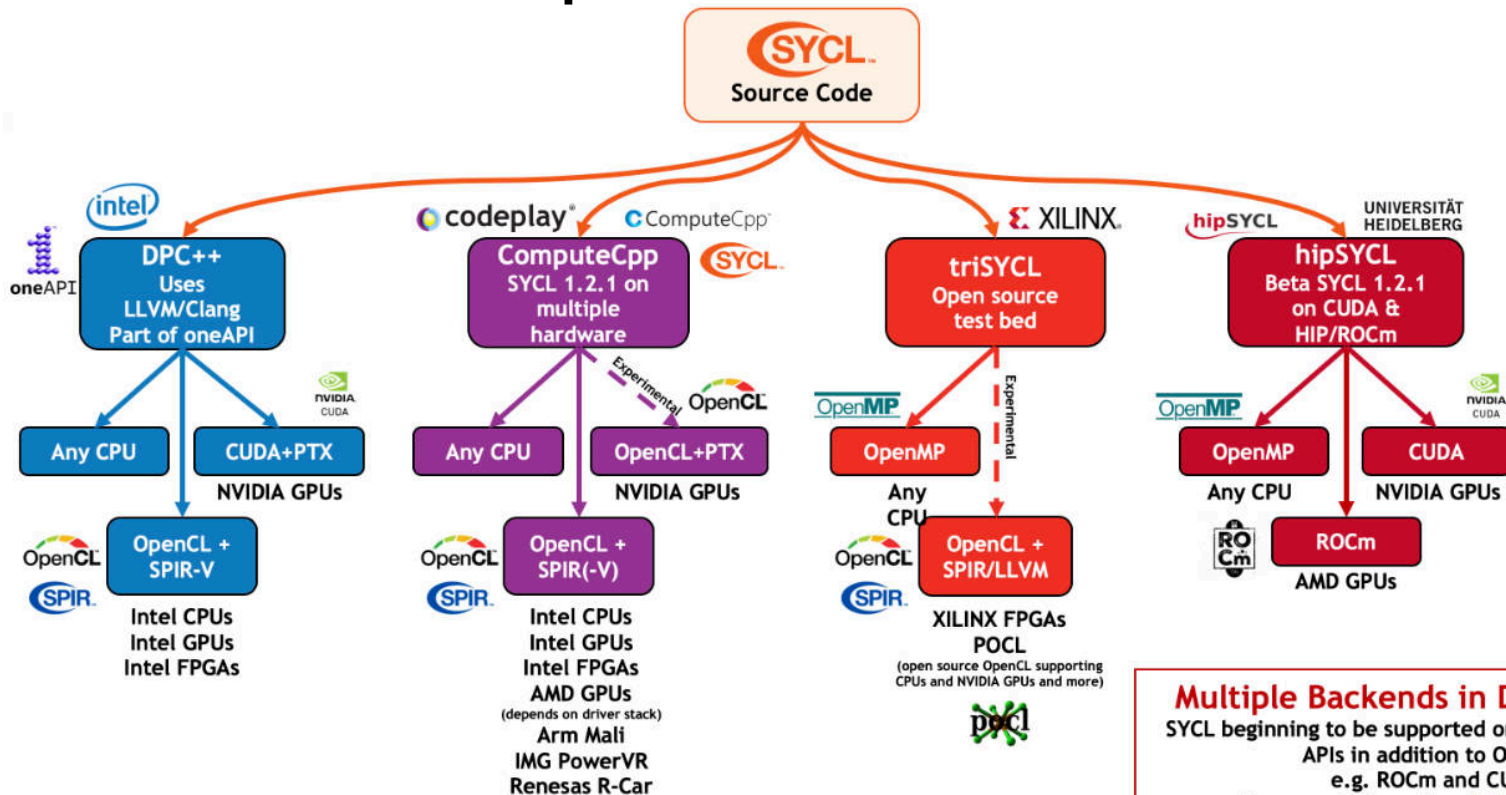 SYCL™
Source Code
intel
oneAPI
DPC++
Uses
LLVM/Clang
Part of oneAPI
NVIDIA
CUDA
Any CPU
CUDA+PTX
NVIDIA GPUs
OpenCL
SPIR™
OpenCL +
SPIR-V
Intel CPUs
Intel GPUs
Intel FPGAs
codeplay®
ComputeCpp™
SYCL™
ComputeCpp
SYCL 1.2.1 on
multiple
hardware
Experimental
OpenCL
Any CPU
OpenCL+PTX
NVIDIA GPUs
OpenCL
SPIR™
OpenCL +
SPIR(-V)
Intel CPUs
Intel GPUs
Intel FPGAs
AMD GPUs
(depends on driver stack)
Arm Mali
IMG PowerVR
Renesas R-Car
XILINX®
triSYCL
Open source
test bed
Experimental
OpenMP
OpenMP
Any
CPU
OpenCL
SPIR™
OpenCL +
SPIR/LLVM
XILINX FPGAs
POCL
(open source OpenCL supporting
CPUs and NVIDIA GPUs and more)
pocl
hipSYCL
UNIVERSITÄT
HEIDELBERG
hipSYCL
Beta SYCL 1.2.1
on CUDA &
HIP/ROCm
OpenMP
NVIDIA
CUDA
OpenMP
CUDA
Any CPU
NVIDIA GPUs
ROCm
ROCm
AMD GPUs
Multiple Backends in
SYCL beginning to be supported
APIs in addition to
e.g. ROCm and